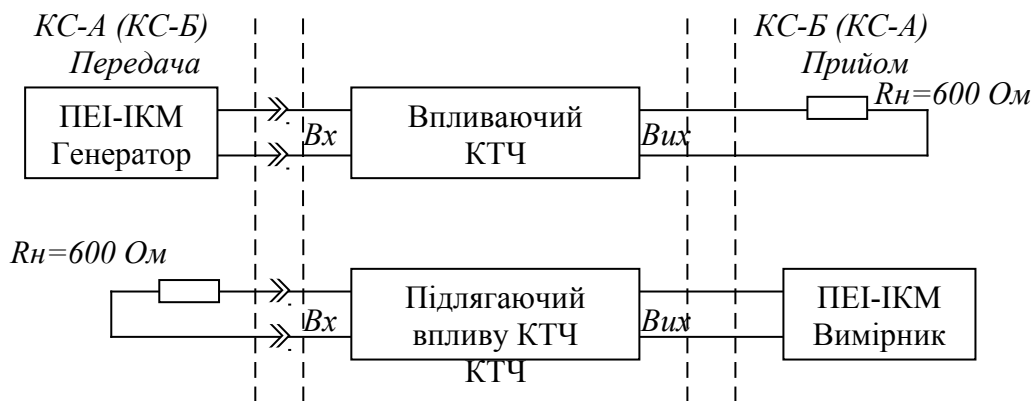 КС-А (КС-Б)
Передача
КС-Б (КС-А)
Прийом
ПЕІ-ІКМ
Генератор
Вх
Впливаючий
КТЧ
Вих
Rн=600 Ом
Rн=600 Ом
Вх
Підлягаючий
впливу КТЧ
КТЧ
Вих
ПЕІ-ІКМ
Вимірник